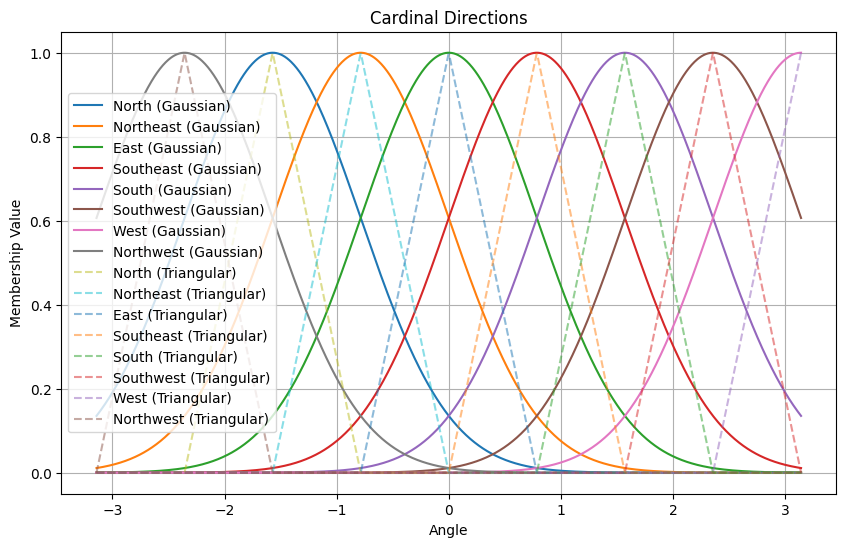 Cardinal Directions
1.0
0.8
0.6
0.4
0.2
0.0
Membership Value
North (Gaussian)
Northeast (Gaussian)
East (Gaussian)
Southeast (Gaussian)
South (Gaussian)
Southwest (Gaussian)
West (Gaussian)
Northwest (Gaussian)
North (Triangular)
Northeast (Triangular)
East (Triangular)
Southeast (Triangular)
South (Triangular)
Southwest (Triangular)
West (Triangular)
Northwest (Triangular)
−3 −2 −1 0 1 2 3
Angle